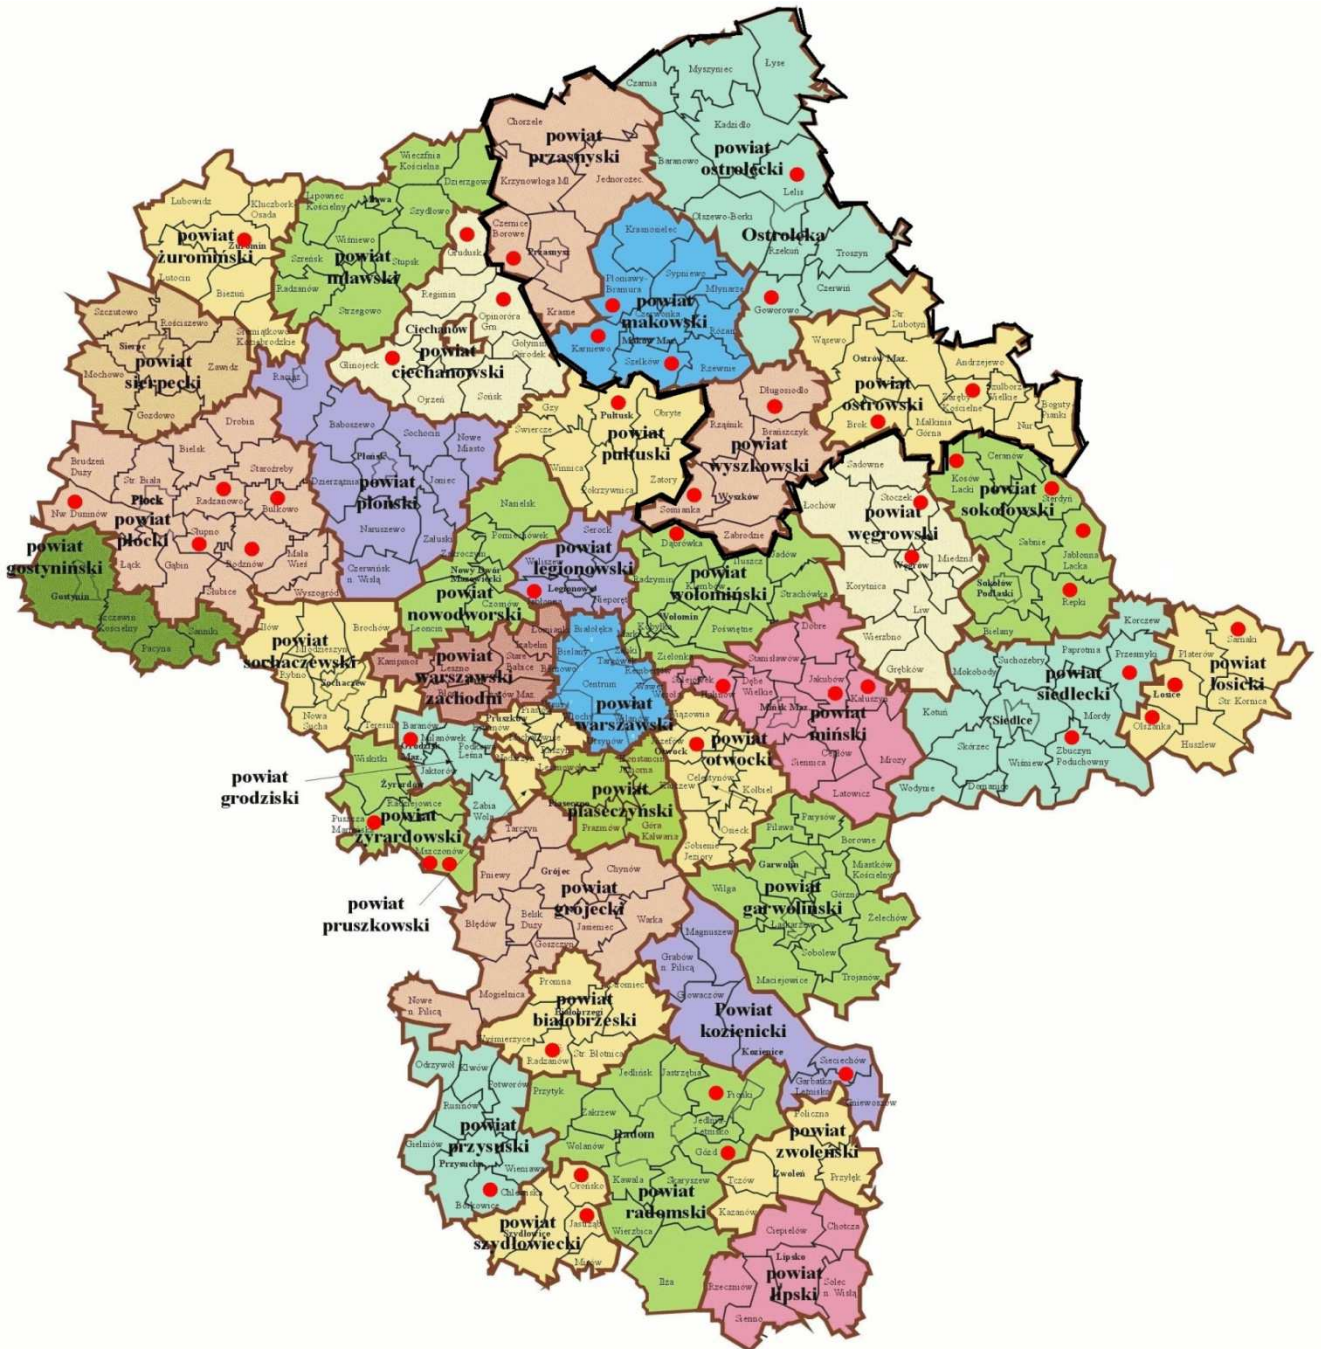 Łyse
Myszyniec
Czarnia
Chorzele
Kadzidło
powiat
przasnyski
powiat
ostrołęcki
Baranowo
Lelis
Wieczfnia
Kościelna
Dzierzgowo
Krzynowłoga Mł
Jednorożec
Lubowidz
Kluczbork
Osada
Lipowiec
Kościelny
Mława
Szydłowo
Olszewo-Borki
Czernice
Borowe
Krasnosielc
Ostrołęka
powiat
żuromiński
Żuromin
Wiśniewo
Grudusk
Przasnysz
Rzekuń
Troszyn
Szreńsk
powiat
mławski
Stupsk
Sypniewo
Lutocin
Bieżuń
Radzanów
Regimin
Płoniawy-
Bramura
Młynarze
Czerwin
Strzegowo
Opinoróra
Gm
Krasne
powiat
makowski
Czerwonka
Maków Maz.
Różan
Goworowo
Szczutowo
Rościszewo
Siemiątkowo
Koziebrodzkie
Ciechanów
powiat
ciechanowski
Gołymin
Ośrodek
Karniewo
Szelków
Rzewnie
Str.
Lubotyń
Wąsewo
Sierpc
powiat
sierpecki
Zawidz
Mochowo
Gozdowo
Raciąż
Glinojeck
Ojrzeń
Sońsk
Ostrów Maz.
Andrzejewo
powiat
ostrowski
Zaręby
Kościelne
Szulborze
Wielkie
Boguty
Pianki
Nur
Brok
Małkinia
Górna
Długosiodło
Rząśnik
Brańszczyk
powiat
wyszkowski
Wyszków
Somianka
Zabrodzie
Gzy
Pułtusk
Obryte
Świercze
powiat
pułtuski
Winnica
Zatory
Pokrzywnica
Drobin
Baboszewo
Sochocin
Nowe
Miasto
Brudzeń
Duży
Bielsk
Staroźreby
Płońsk
Dzierzążnia
Joniec
powiat
płoński
Naruszewo
Załuski
Czerwińsk
n. Wisłą
Str. Biała
Płock
Radzanowo
Bulkowo
Nw. Dumnów
powiat
płocki
Słupno
Bodznów
Mała
Wieś
Łąck
Gąbin
Słubice
Wyszogród
powiat
gostyniński
Gostynin
Szczawin
Kościelny
Sanniki
Pacyna
Nasielsk
Pomiechówek
Zakroczym
Nowy Dwór
Mazowiecki
powiat
nowodworski
Czosnów
Leoncin
Serock
powiat
legionowski
Wieliszew
Legionowo
Jabłonna
Nieporęt
Dąbrówka
Jadów
Tłuszcz
Radzymin
powiat
wołomiński
Klembów
Strachówka
Wołomin
Kobyłka
Poświętne
Zielonka
Sadowne
Łochów
Stoczek
powiat
węgrowski
Węgrów
Miedzna
Korytnica
Liw
Wierzbno
Grębków
Ceranów
Kosów
Lacki
Sterdyń
powiat
sokołowski
Sabnie
Jabłonna
Lacka
Sokołów
Podlaski
Repki
Bielany
Iłów
Brochów
Młodzieszyn
powiat
sochaczewski
Rybno
Sochaczew
Nowa
Sucha
Teresin
Kampinos
Leszno
Izabelin
Łomianki
Stare
Babice
powiat
warszawski
zachodni
Białołęka
Bielany
Targówek
Centrum
Wawer
powiat
warszawski
Dobre
Stanisławów
Jakubów
Kałuszyn
Dębe
Wielkie
Halinów
Mińsk Maz.
powiat
miński
Cegłów
Siennica
Mrozy
Latowicz
Korczew
Paprotnia
Przesmyki
Suchożebry
Mokobody
powiat
siedlecki
Siedlce
Mordy
Kotuń
Skórzec
Zbuczyn
Poduchowny
Wiśniew
Domanice
Wodynie
Sarnaki
Platerów
powiat
łosicki
Łosice
Str. Kornica
Olszanka
Huszlew
Baranów
Milanówek
Grodzisk
Maz.
Podkowa
Leśna
Jaktorów
Żabia
Wola
powiat
grodziski
Pruszków
Wiskitki
Żyrardów
Radziejowice
powiat
żyrardowski
Puszcza
Mariańska
Mszczonów
powiat
pruszkowski
Konstancin
Jeziorna
powiat
piaseczyński
Piaseczno
Prażmów
Góra
Kalwaria
Tarczyn
Wiązowna
Józefów
Otwock
powiat
otwocki
Celestynów
Karczew
Kołbiel
Osieck
Sobienie
Jeziory
Parysów
Pilawa
Borowie
Garwolin
Miastków
Kościelny
Wilga
powiat
garwoliński
Górzno
Łaskarzew
Żelechów
Sobolew
Maciejowice
Trojanów
Pniewy
Grójec
Chynów
powiat
grójecki
Błędów
Belsk
Duży
Jasieniec
Warka
Goszczyn
Mogielnica
Nowe
n. Pilicą
Magnuszew
Grabów
n. Pilicą
Głowaczów
Powiat
kozienicki
Kozienice
Sieciechów
Garbatka
Letnisko
Gniewoszów
Promna
powiat
białobrzeski
Białobrzegi
Wyśmierzyce
Radzanów
Str. Błotnica
Odrzywół
Klwów
Potworów
Rusinów
powiat
przysuski
Gielniów
Przysucha
Wieniawa
Borkowice
Chlewiska
Jedlińsk
Jastrzębia
Przytyk
Pionki
Zakrzew
Jedlnia-
Letnisko
Radom
Wolanów
Gózd
Kawala
Skaryszew
powiat
radomski
Wierzbica
Iłża
Policzna
powiat
zwoleński
Zwoleń
Tczów
Przyłęk
Kazanów
Orońsko
powiat
szydłowiecki
Szydłowiec
Jastrząb
Mirów
Ciepielów
Chotcza
Lipsko
powiat
lipski
Rzeczniów
Solec
n. Wisłą
Sienno